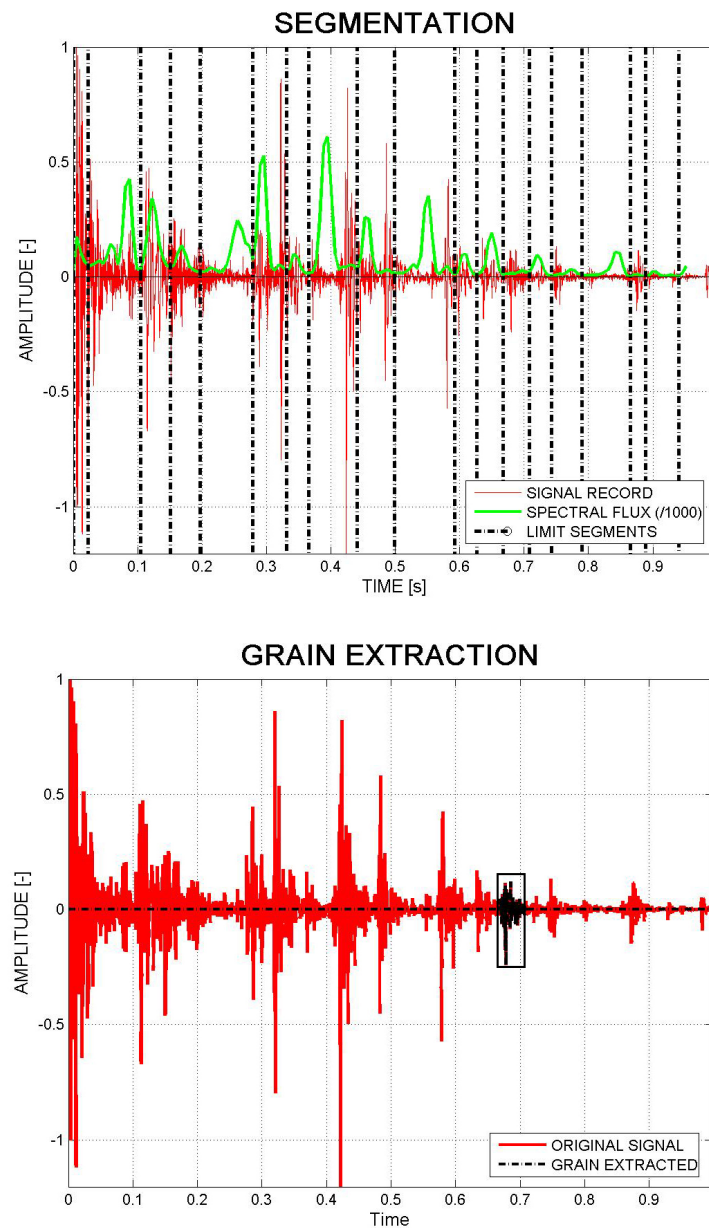 SEGMENTATION
1
0.5
0
-0.5
-1
AMPLITUDE [-]
SIGNAL RECORD
SPECTRAL FLUX (/1000)
LIMIT SEGMENTS
0 0.1 0.2 0.3 0.4 0.5 0.6 0.7 0.8 0.9
TIME [s]
GRAIN EXTRACTION
1
0.5
0
-0.5
-1
AMPLITUDE [-]
ORIGINAL SIGNAL
GRAIN EXTRACTED
0 0.1 0.2 0.3 0.4 0.5 0.6 0.7 0.8 0.9
Time